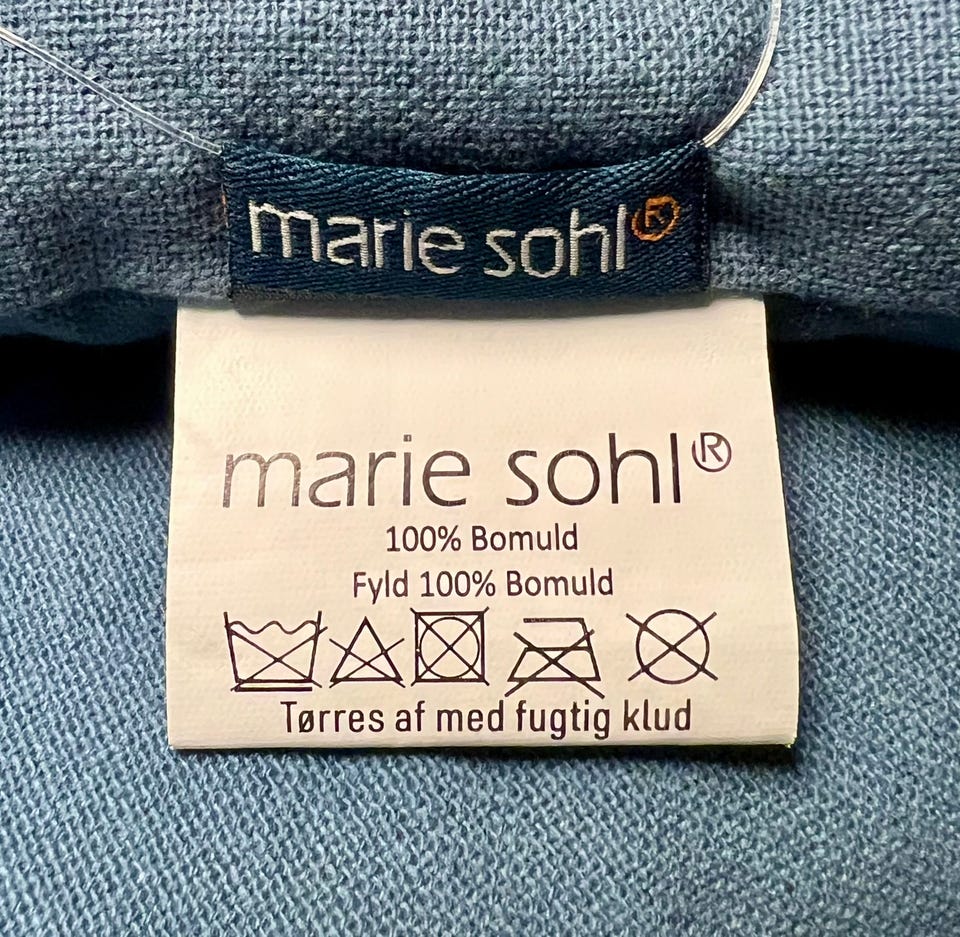 marie sohl®
marie sohl®
100% Bomuld
Fyld 100% Bomuld
Tørres af med fugtig klud